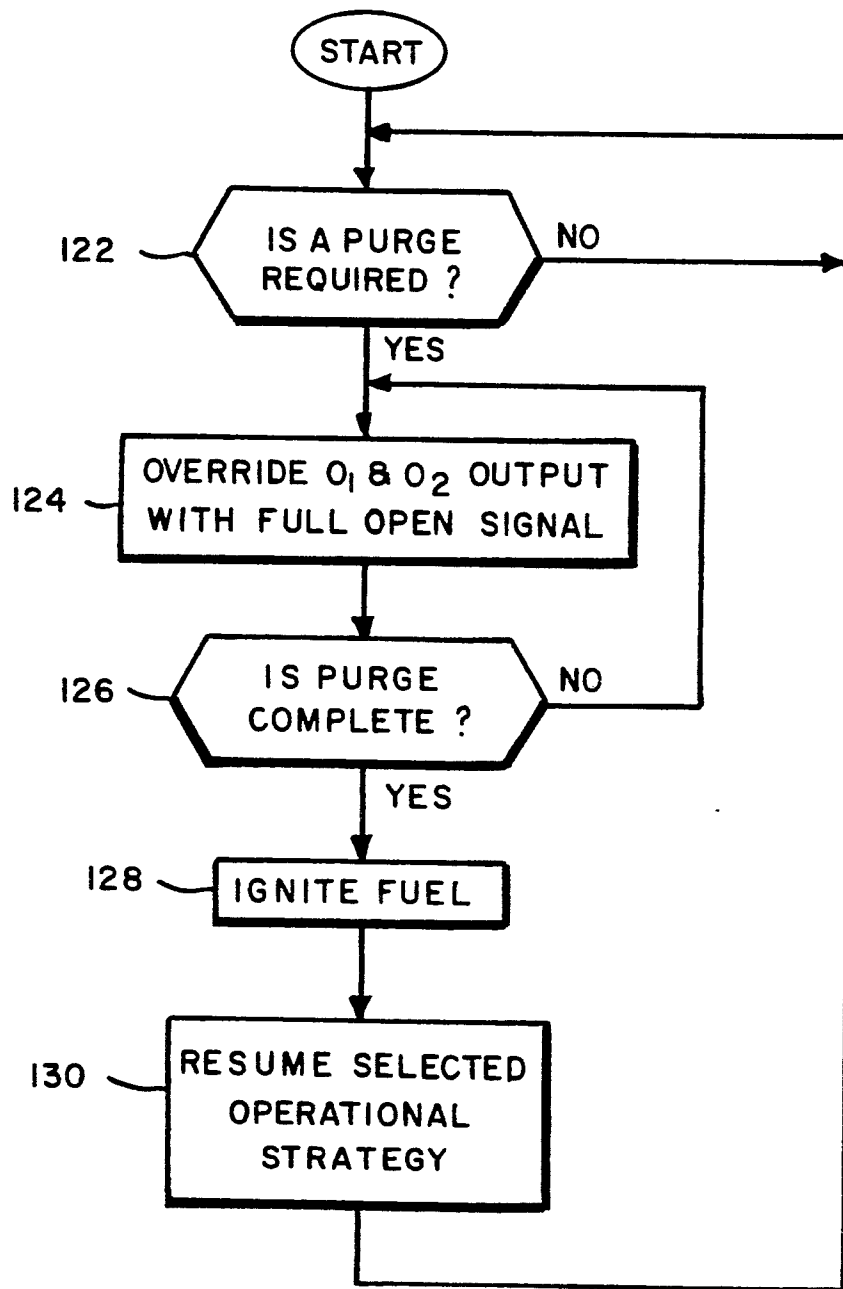 START
122
IS A PURGE
REQUIRED ?
NO
YES
124
OVERRIDE O₁ & O₂ OUTPUT
WITH FULL OPEN SIGNAL
126
IS PURGE
COMPLETE ?
NO
YES
128
IGNITE FUEL
130
RESUME SELECTED
OPERATIONAL
STRATEGY